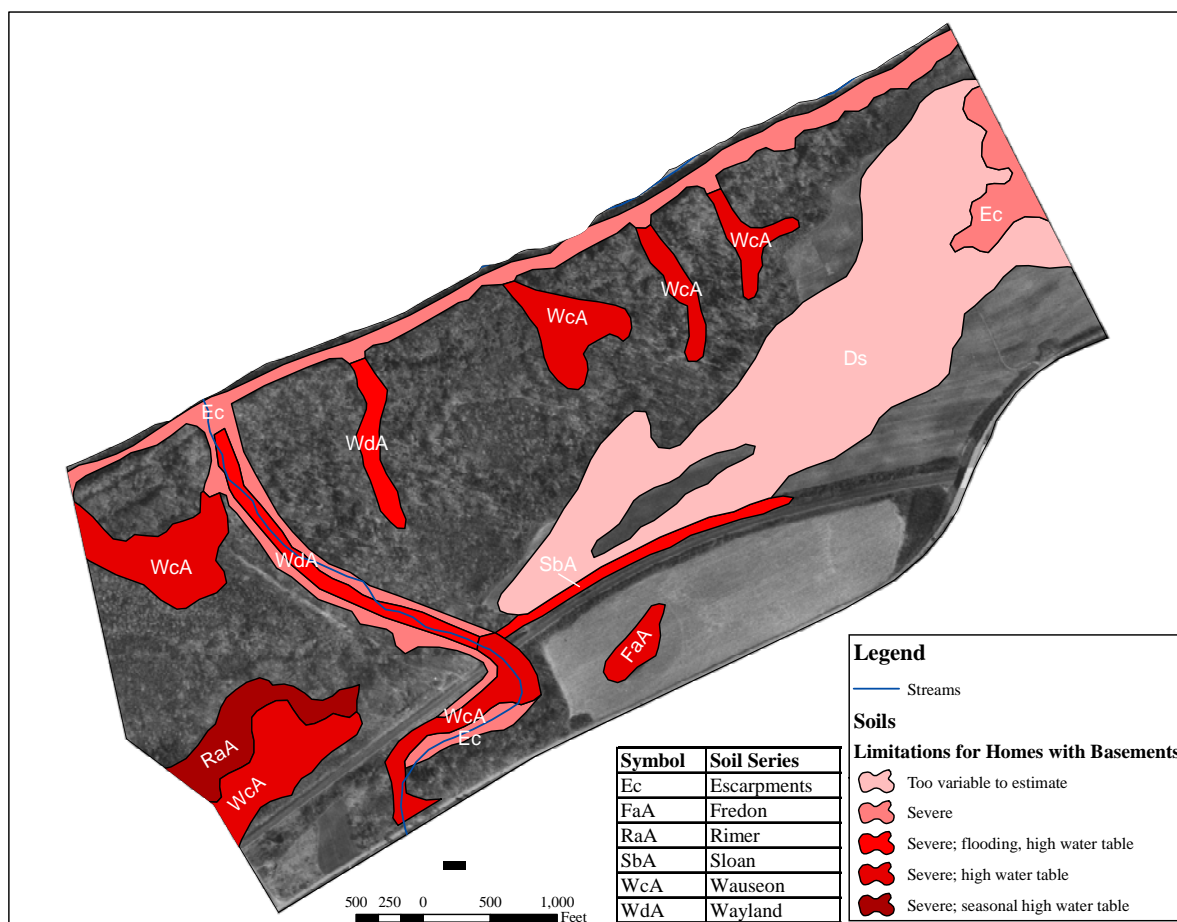 Ec
WcA
WcA
WcA
Ds
Ec
WdA
WcA
WdA
SbA
FaA
RaA
WcA
WcA
Ec
Symbol Soil Series
Ec Escarpments
FaA Fredon
RaA Rimer
SbA Sloan
WcA Wauseon
WdA Wayland
Legend
Streams
Soils
Limitations for Homes with Basements
Too variable to estimate
Severe
Severe; flooding, high water table
Severe; high water table
Severe; seasonal high water table
500 250 0 500 1,000
Feet